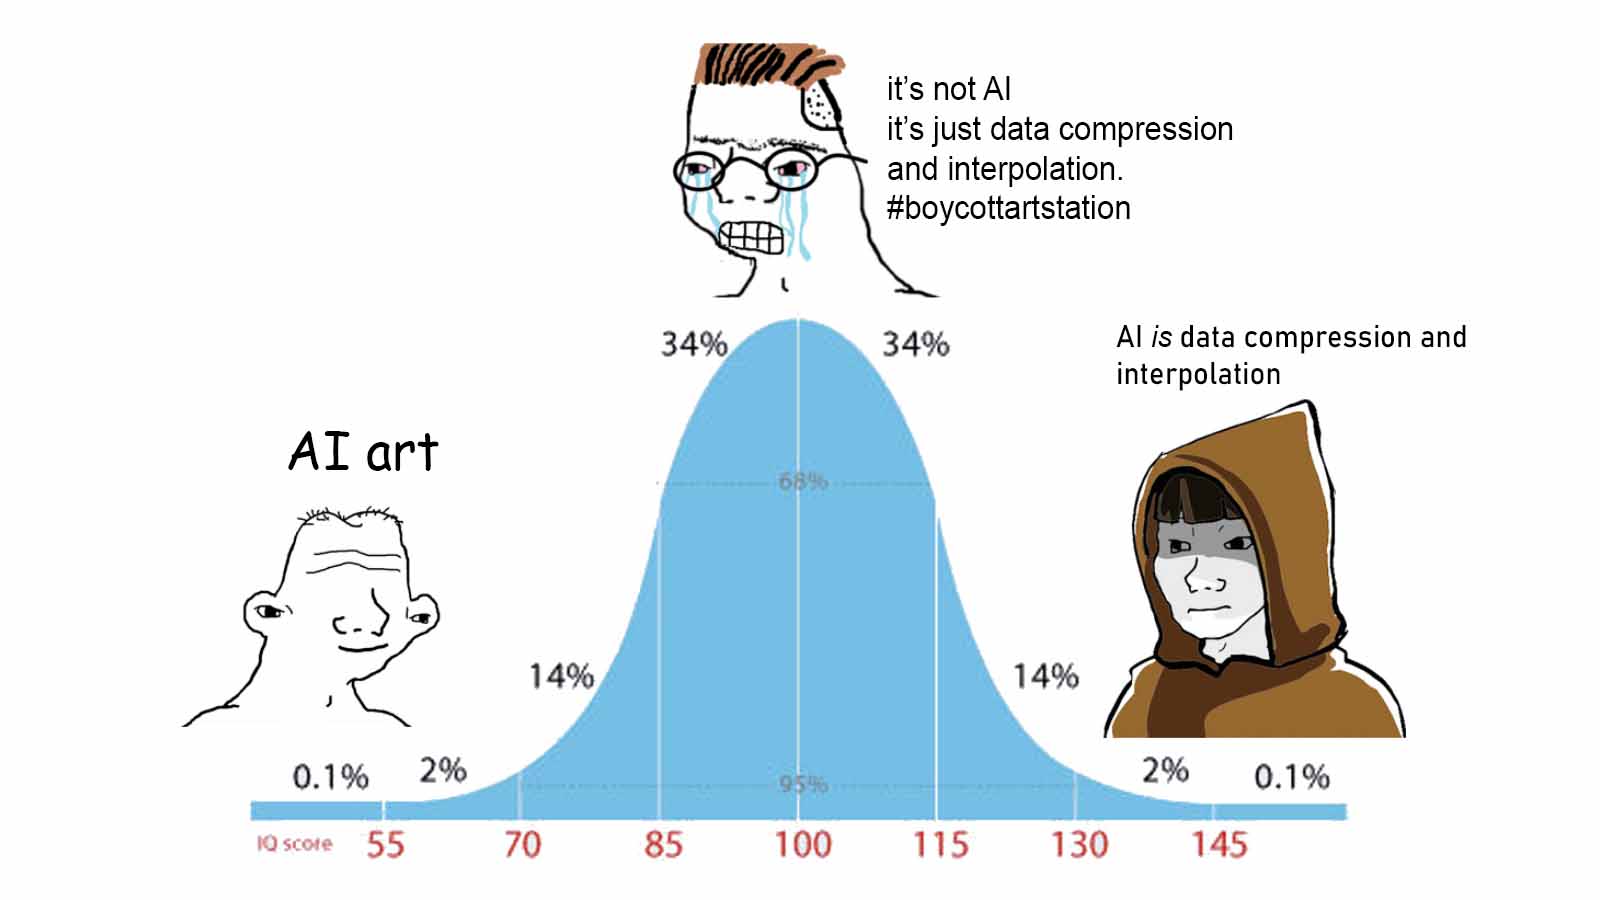 it's not AI
it's just data compression
and interpolation.
#boycottartstation
34%
34%
AI is data compression and
interpolation
AI art
68%
14%
14%
0.1%
2%
95%
2%
0.1%
IQ score 55 70 85 100 115 130 145